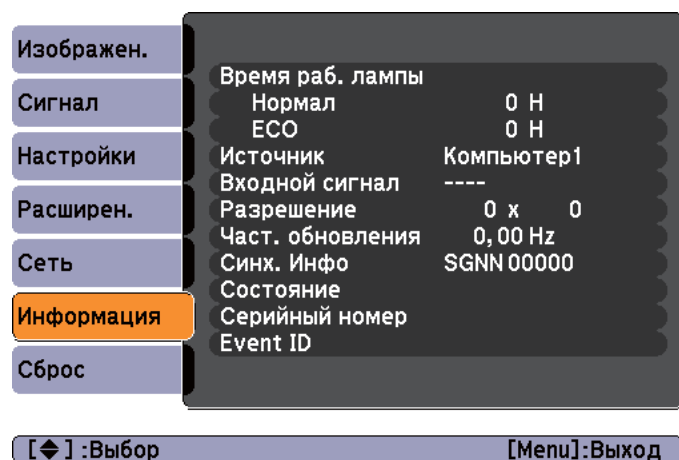 Изображен.
Сигнал
Настройки
Расширен.
Сеть
Информация
Сброс
Время раб. лампы
Нормал 0 H
ECO 0 H
Источник Компьютер1
Входной сигнал ----
Разрешение 0 x 0
Част. обновления 0,00 Hz
Синх. Инфо SGNN 00000
Состояние
Серийный номер
Event ID
[◆] :Выбор [Menu]:Выход